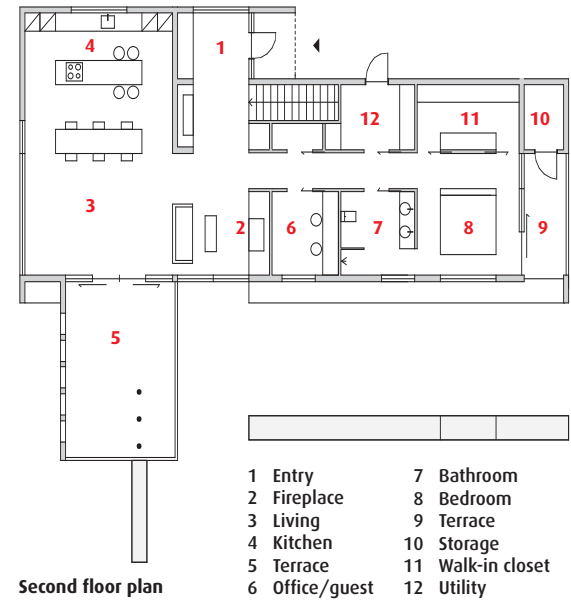 4
1
12
11
10
3
2
6
7
8
9
5
1 Entry
2 Fireplace
3 Living
4 Kitchen
5 Terrace
6 Office/guest
7 Bathroom
8 Bedroom
9 Terrace
10 Storage
11 Walk-in closet
12 Utility
Second floor plan